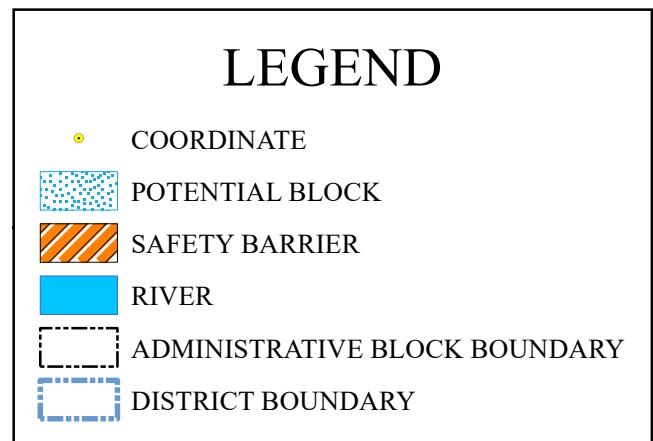 LEGEND
COORDINATE
POTENTIAL BLOCK
SAFETY BARRIER
RIVER
ADMINISTRATIVE BLOCK BOUNDARY
DISTRICT BOUNDARY